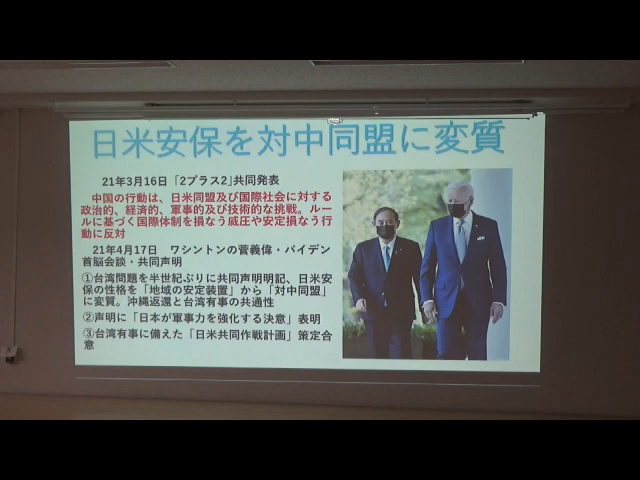 日米安保を対中同盟に変質
21年3月16日「2プラス2」共同発表
中国の行動は、日米同盟及び国際社会に対する
政治的、経済的、軍事的及び技術的な挑戦。ルー
ルに基づく国際体制を損なう威圧や安定損なう行
動に反対
21年4月17日　ワシントンの菅義偉・バイデン
首脳会談・共同声明
①台湾問題を半世紀ぶりに共同声明明記、日米安
保の性格を「地域の安定装置」から「対中同盟」
に変質。沖縄返還と台湾有事の共通性
②声明に「日本が軍事力を強化する決意」表明
③台湾有事に備えた「日米共同作戦計画」策定合
意